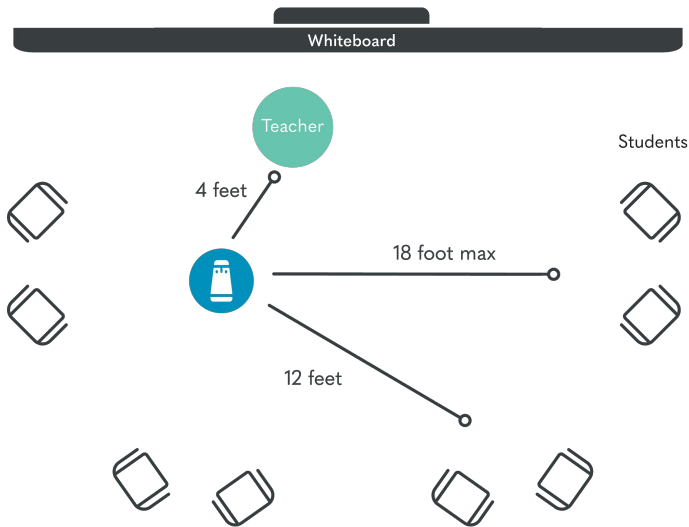 Whiteboard
Teacher
Students
4 feet
18 foot max
12 feet